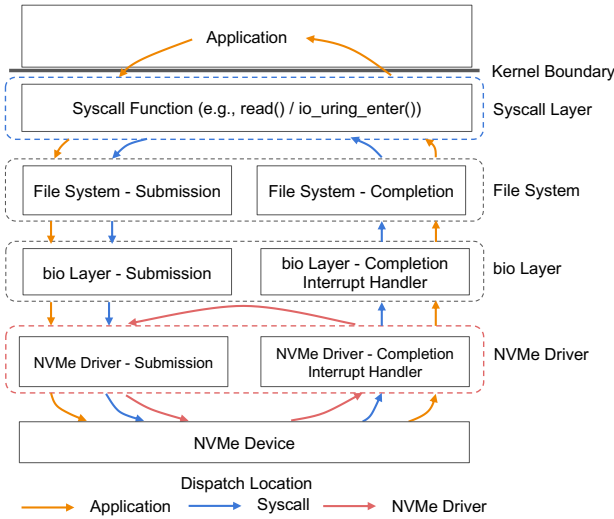 Application
Kernel Boundary
Syscall Function (e.g., read() / io_uring_enter())
Syscall Layer
File System - Submission
File System - Completion
File System
bio Layer - Submission
bio Layer - Completion
Interrupt Handler
bio Layer
NVMe Driver - Submission
NVMe Driver - Completion
Interrupt Handler
NVMe Driver
NVMe Device
Dispatch Location
Application
Syscall
NVMe Driver